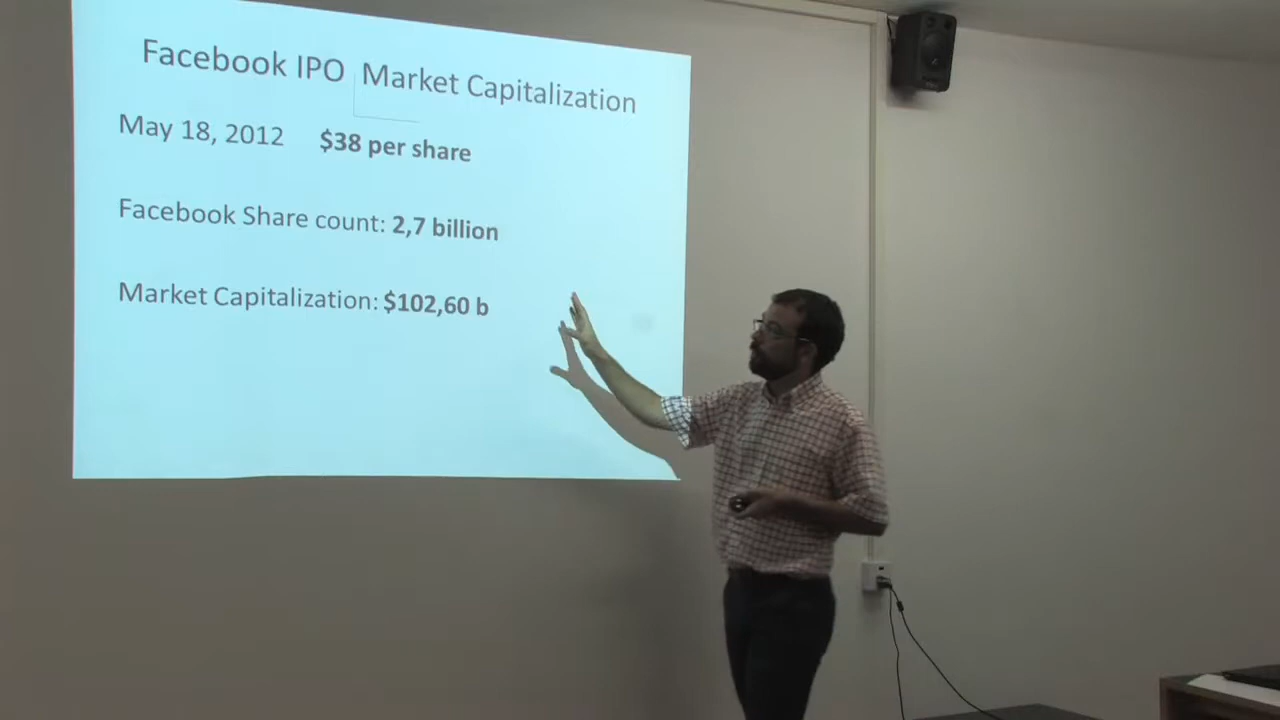 Facebook IPO Market Capitalization
May 18, 2012 $38 per share
Facebook Share count: 2,7 billion
Market Capitalization: $102,60 b